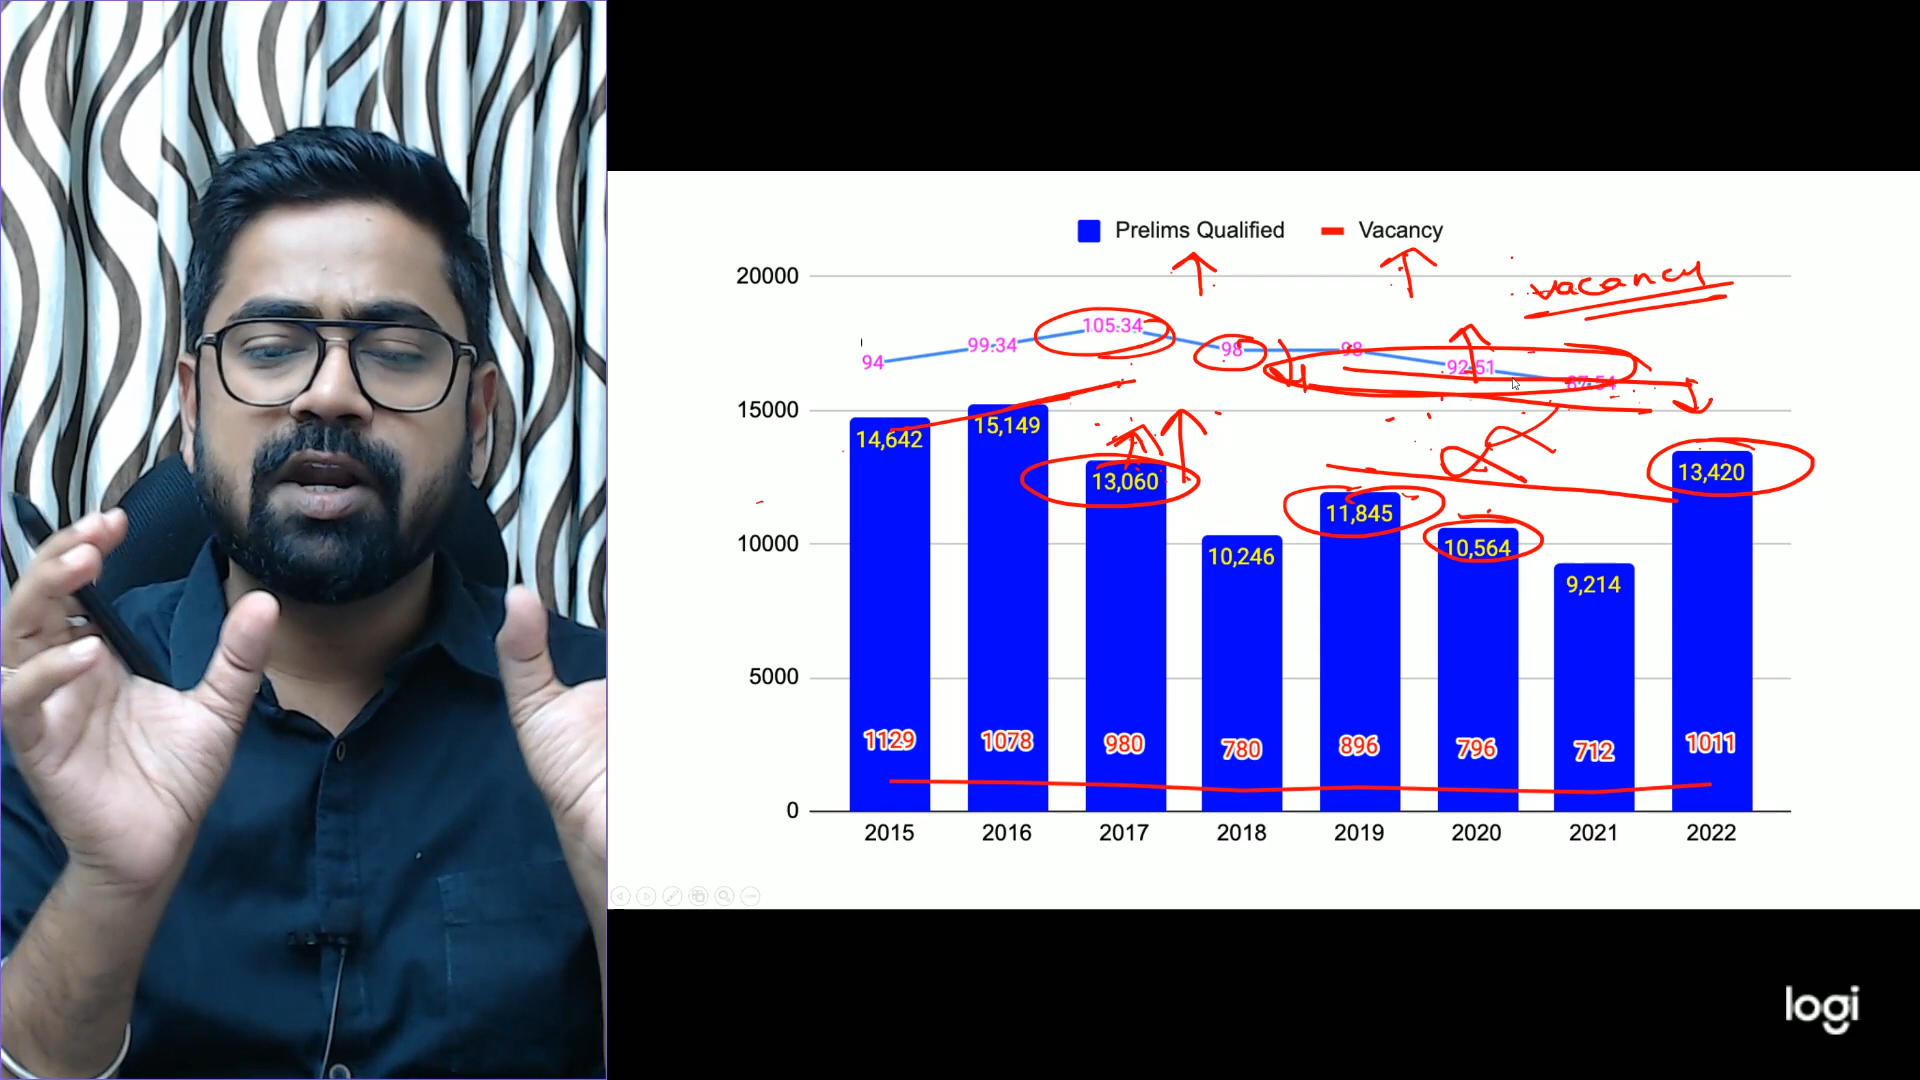 Prelims Qualified Vacancy
vacancy
20000
15000
10000
5000
0
94 99.34 105.34 98 98 92.51 87.54
14,642 15,149 13,060 10,246 11,845 10,564 9,214 13,420
1129 1078 980 780 896 796 712 1011
2015 2016 2017 2018 2019 2020 2021 2022
logi